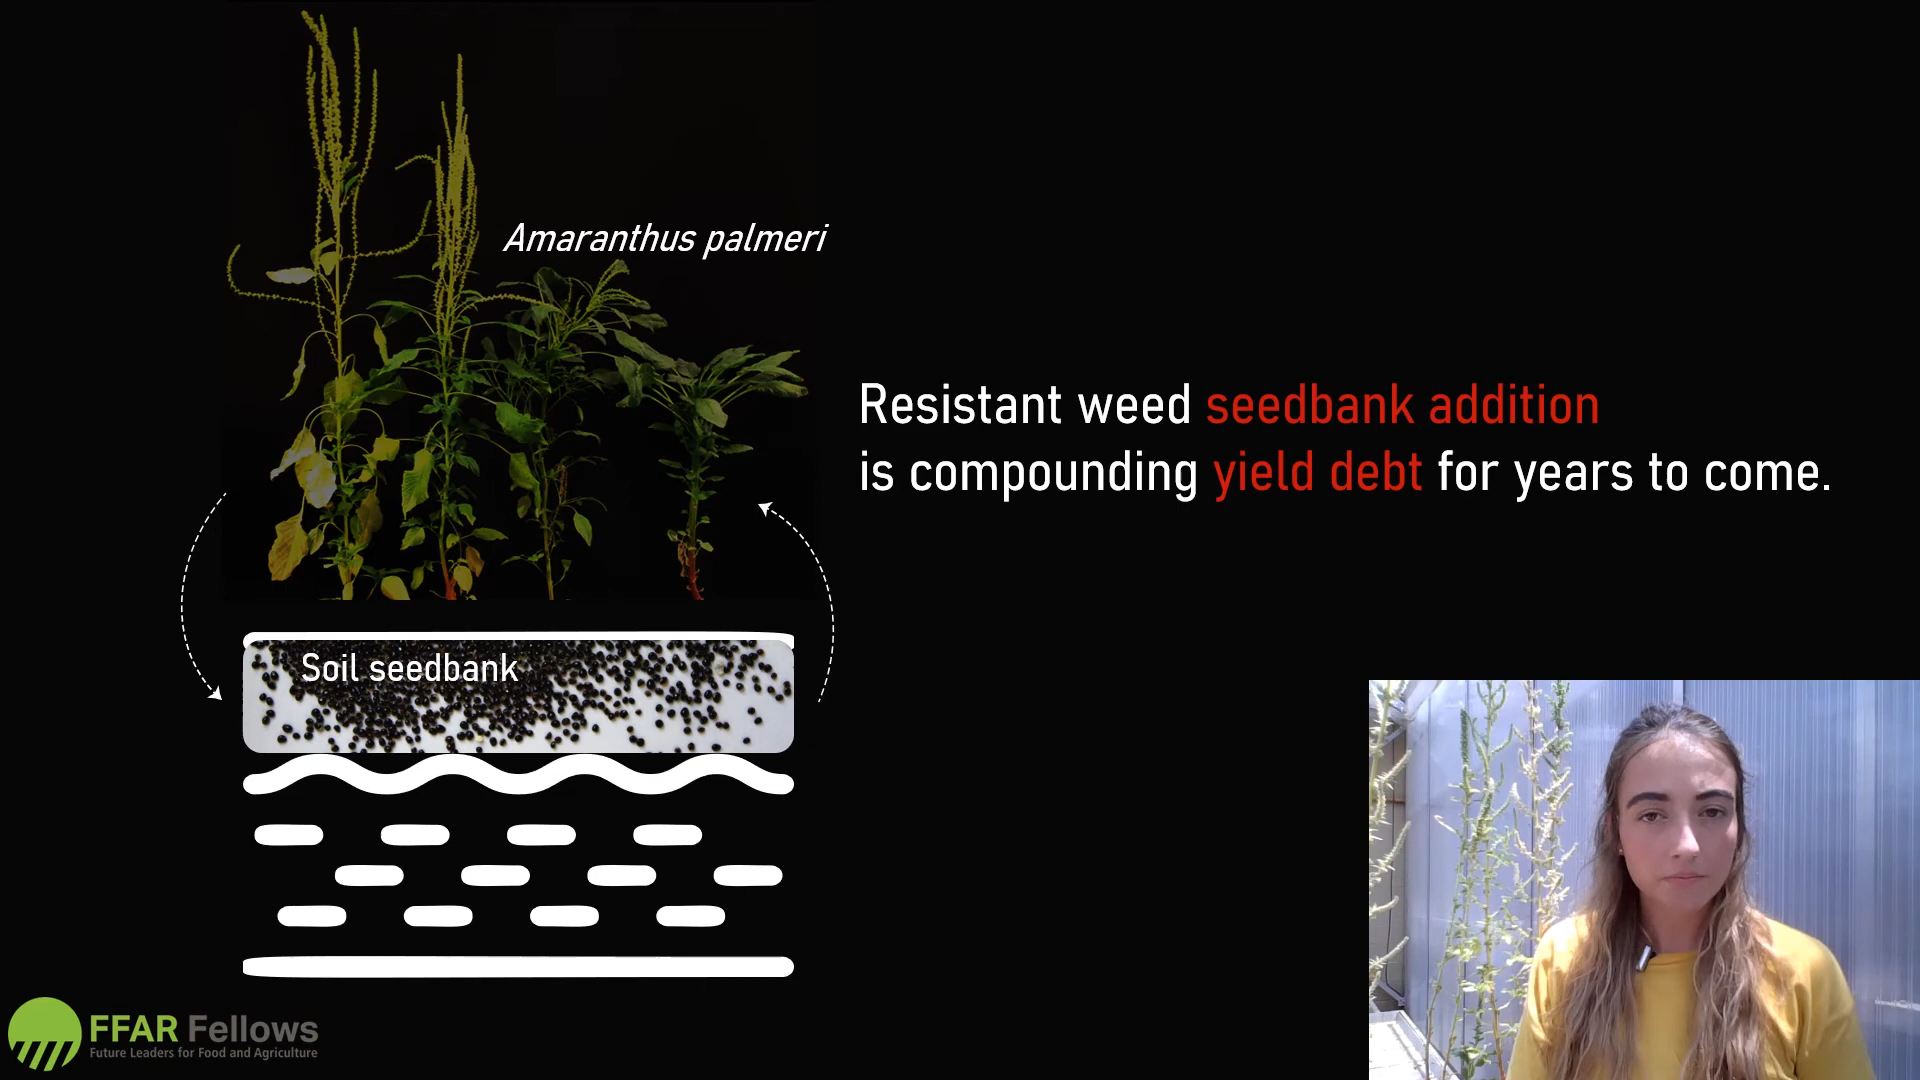 Amaranthus palmeri
Resistant weed seedbank addition
is compounding yield debt for years to come.
Soil seedbank
FFAR Fellows
Future Leaders for Food and Agriculture